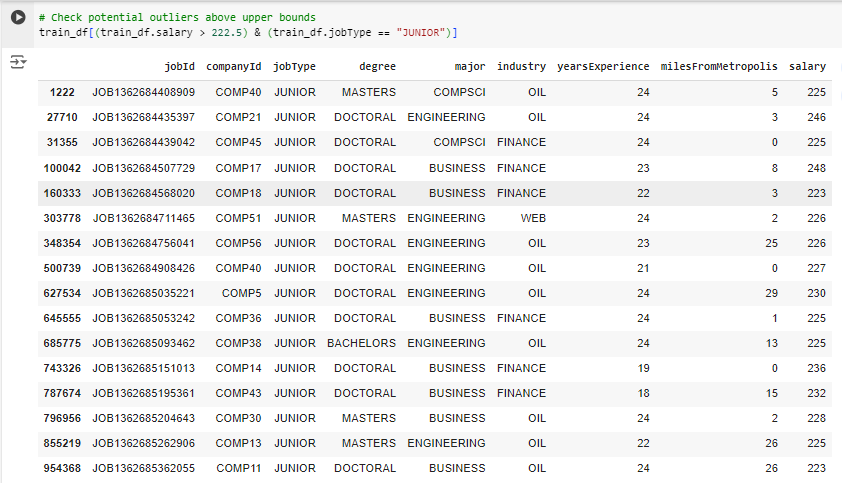 # Check potential outliers above upper bounds
train_df[(train_df.salary > 222.5) & (train_df.jobType == "JUNIOR")]
jobId companyId jobType degree major industry yearsExperience milesFromMetropolis salary
1222 JOB1362684408909 COMP40 JUNIOR MASTERS COMPSCI OIL 24 5 225
27710 JOB1362684435397 COMP21 JUNIOR DOCTORAL ENGINEERING OIL 24 3 246
31355 JOB1362684439042 COMP45 JUNIOR DOCTORAL COMPSCI FINANCE 24 0 225
100042 JOB1362684507729 COMP17 JUNIOR DOCTORAL BUSINESS FINANCE 23 8 248
160333 JOB1362684568020 COMP18 JUNIOR DOCTORAL BUSINESS FINANCE 22 3 223
303778 JOB1362684711465 COMP51 JUNIOR MASTERS ENGINEERING WEB 24 2 226
348354 JOB1362684756041 COMP56 JUNIOR DOCTORAL ENGINEERING OIL 23 25 226
500739 JOB1362684908426 COMP40 JUNIOR DOCTORAL ENGINEERING OIL 21 0 227
627534 JOB1362685035221 COMP5 JUNIOR DOCTORAL ENGINEERING OIL 24 29 230
645555 JOB1362685053242 COMP36 JUNIOR DOCTORAL BUSINESS FINANCE 24 1 225
685775 JOB1362685093462 COMP38 JUNIOR BACHELORS ENGINEERING OIL 24 13 225
743326 JOB1362685151013 COMP14 JUNIOR DOCTORAL BUSINESS FINANCE 19 0 236
787674 JOB1362685195361 COMP43 JUNIOR DOCTORAL BUSINESS FINANCE 18 15 232
796956 JOB1362685204643 COMP30 JUNIOR MASTERS BUSINESS OIL 24 2 228
855219 JOB1362685262906 COMP13 JUNIOR MASTERS ENGINEERING OIL 22 26 225
954368 JOB1362685362055 COMP11 JUNIOR DOCTORAL BUSINESS OIL 24 26 223